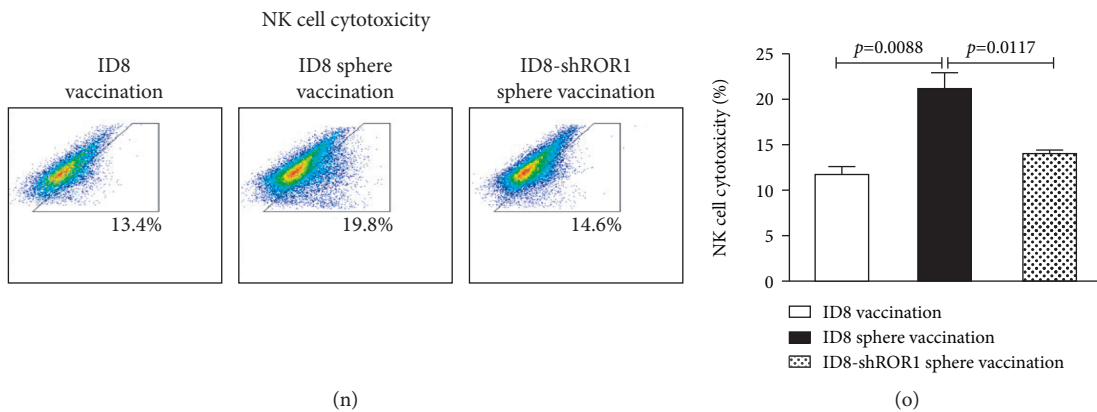 NK cell cytotoxicity
ID8
vaccination
ID8 sphere
vaccination
ID8-shROR1
sphere vaccination
13.4%
19.8%
14.6%
(n)
p=0.0088
p=0.0117
NK cell cytotoxicity (%)
25
20
15
10
5
0
ID8 vaccination
ID8 sphere vaccination
ID8-shROR1 sphere vaccination
(o)